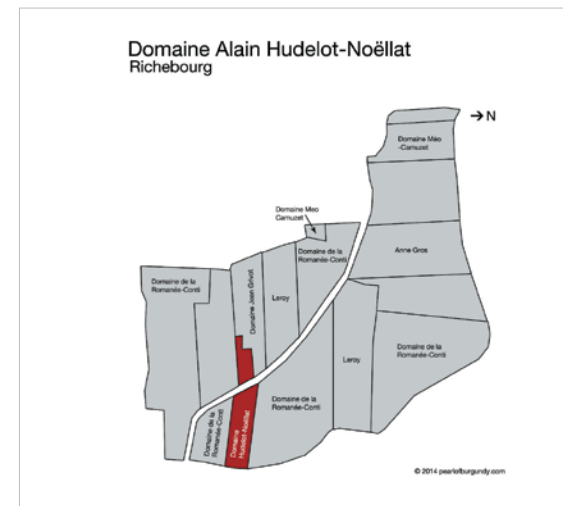 Domaine Alain Hudelot-Noëllat
Richebourg
→N
Domaine Méo
-Camuzet
Domaine Meo
Camuzet
Domaine de la
Romanée-Conti
Anne Gros
Domaine de la
Romanée-Conti
Domaine Jean Grivot
Leroy
Domaine de la
Romanée-Conti
Leroy
Domaine de la
Romanée-Conti
Domaine de la
Romanée-Conti
Domaine
Hudelot-Noëllat
© 2014 pearlofburgundy.com